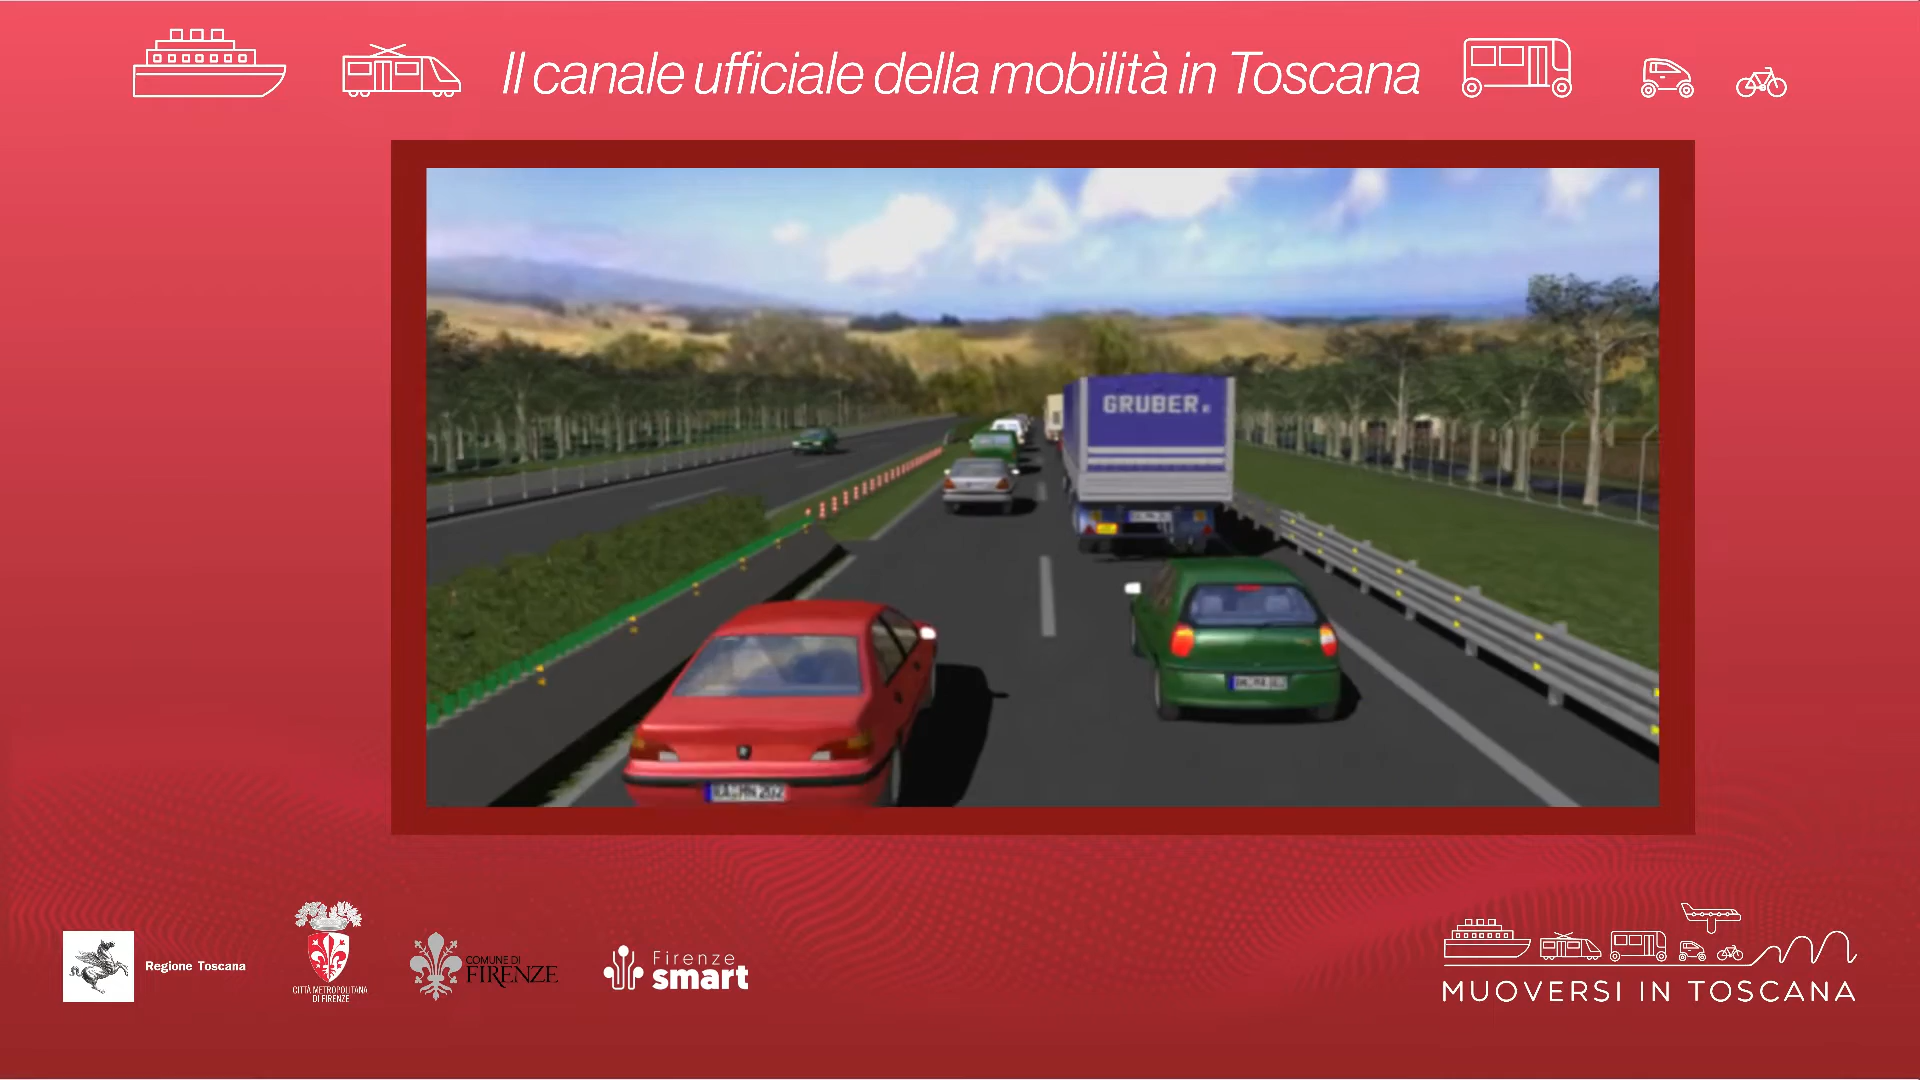 Il canale ufficiale della mobilità in Toscana
GRUBER
Regione Toscana
CITTÀ METROPOLITANA
DI FIRENZE
COMUNE DI
FIRENZE
Firenze
smart
MUOVERSI IN TOSCANA